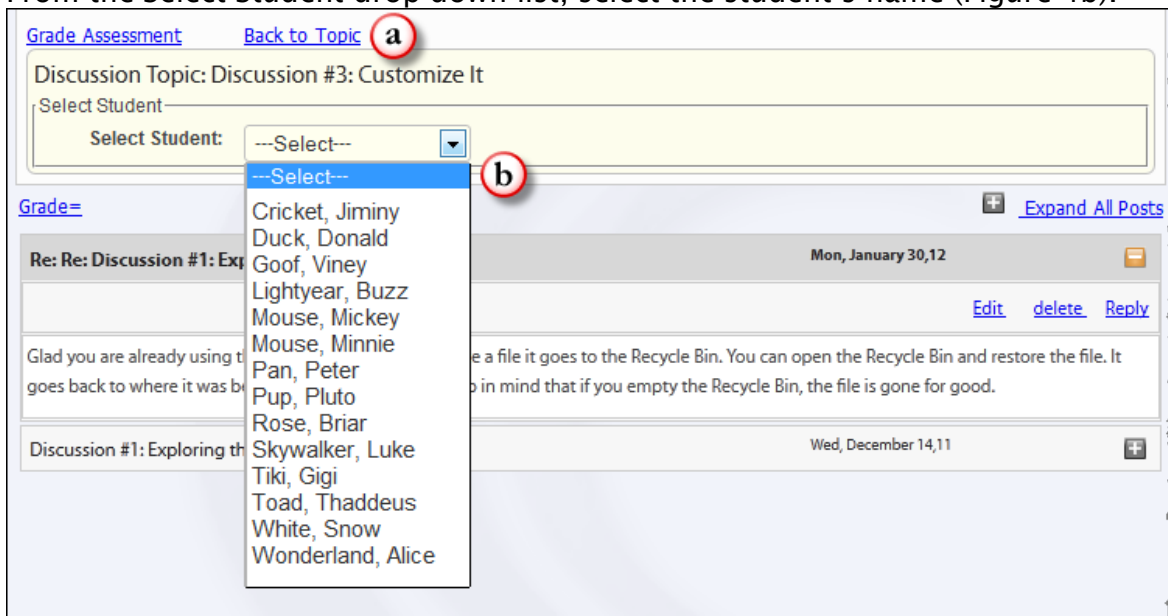 From the Select Student drop down list, select the student's name (Figure 4b).
Grade Assessment Back to Topic a
Discussion Topic: Discussion #3: Customize It
Select Student
Select Student: ---Select---
---Select--- b
Cricket, Jiminy
Duck, Donald
Goof, Viney
Lightyear, Buzz
Mouse, Mickey
Mouse, Minnie
Pan, Peter
Pup, Pluto
Rose, Briar
Skywalker, Luke
Tiki, Gigi
Toad, Thaddeus
White, Snow
Wonderland, Alice
Grade= Expand All Posts
Re: Re: Discussion #1: Mon, January 30,12
Edit delete Reply
Glad you are already using e a file it goes to the Recycle Bin. You can open the Recycle Bin and restore the file. It
goes back to where it was in mind that if you empty the Recycle Bin, the file is gone for good.
Discussion #1: Exploring Wed, December 14,11